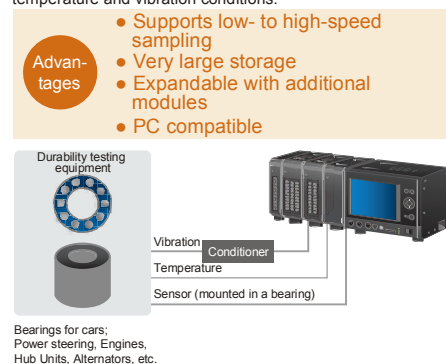 temperature and vibration conditions.
Advan-
tages
● Supports low- to high-speed
sampling
● Very large storage
● Expandable with additional
modules
● PC compatible
Durability testing
equipment
Vibration
Conditioner
Temperature
Sensor (mounted in a bearing)
Bearings for cars;
Power steering, Engines,
Hub Units, Alternators, etc.